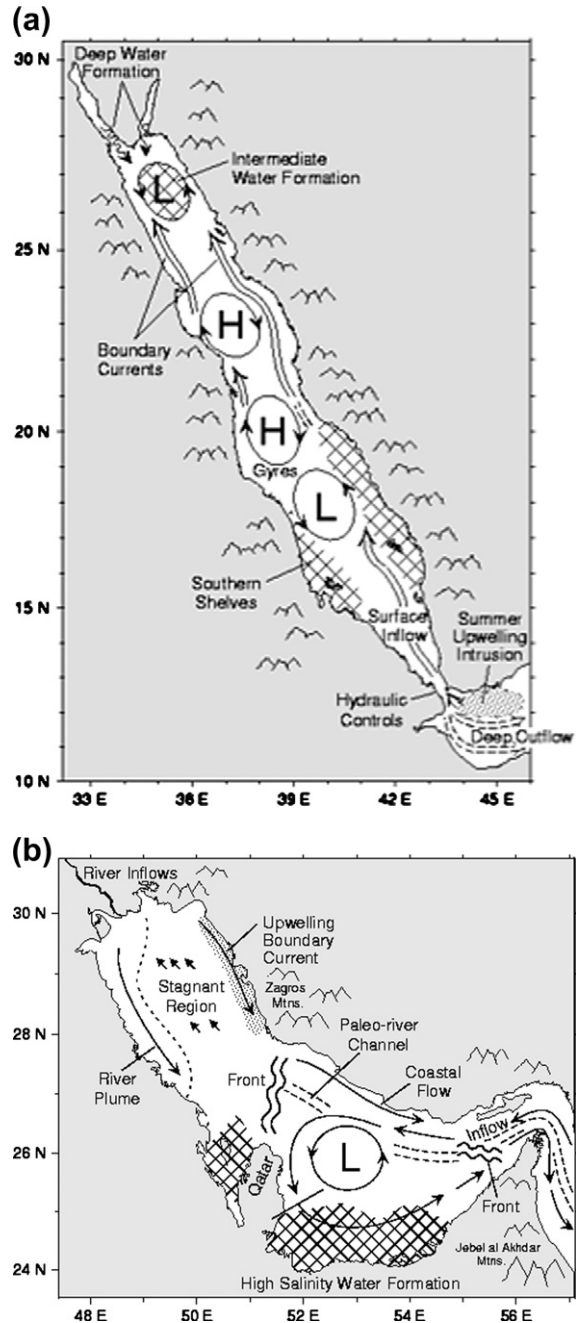 (a)
30 N
Deep Water
Formation
Intermediate
Water Formation
L
25 N
H
Boundary
Currents
H
20 N
Gyres
L
Southern
Shelves
15 N
Surface
Inflow
Summer
Upwelling
Intrusion
Hydraulic
Controls
Deep Outflow
10 N
33 E
36 E
39 E
42 E
45 E
(b)
River Inflows
30 N
Upwelling
Boundary
Current
Stagnant
Region
Zagros
Mtns.
28 N
Paleo-river
Channel
River
Plume
Front
Coastal
Flow
Inflow
26 N
L
Qatar
Front
Jebel al Akhdar
Mtns.
24 N
High Salinity Water Formation
48 E
50 E
52 E
54 E
56 E